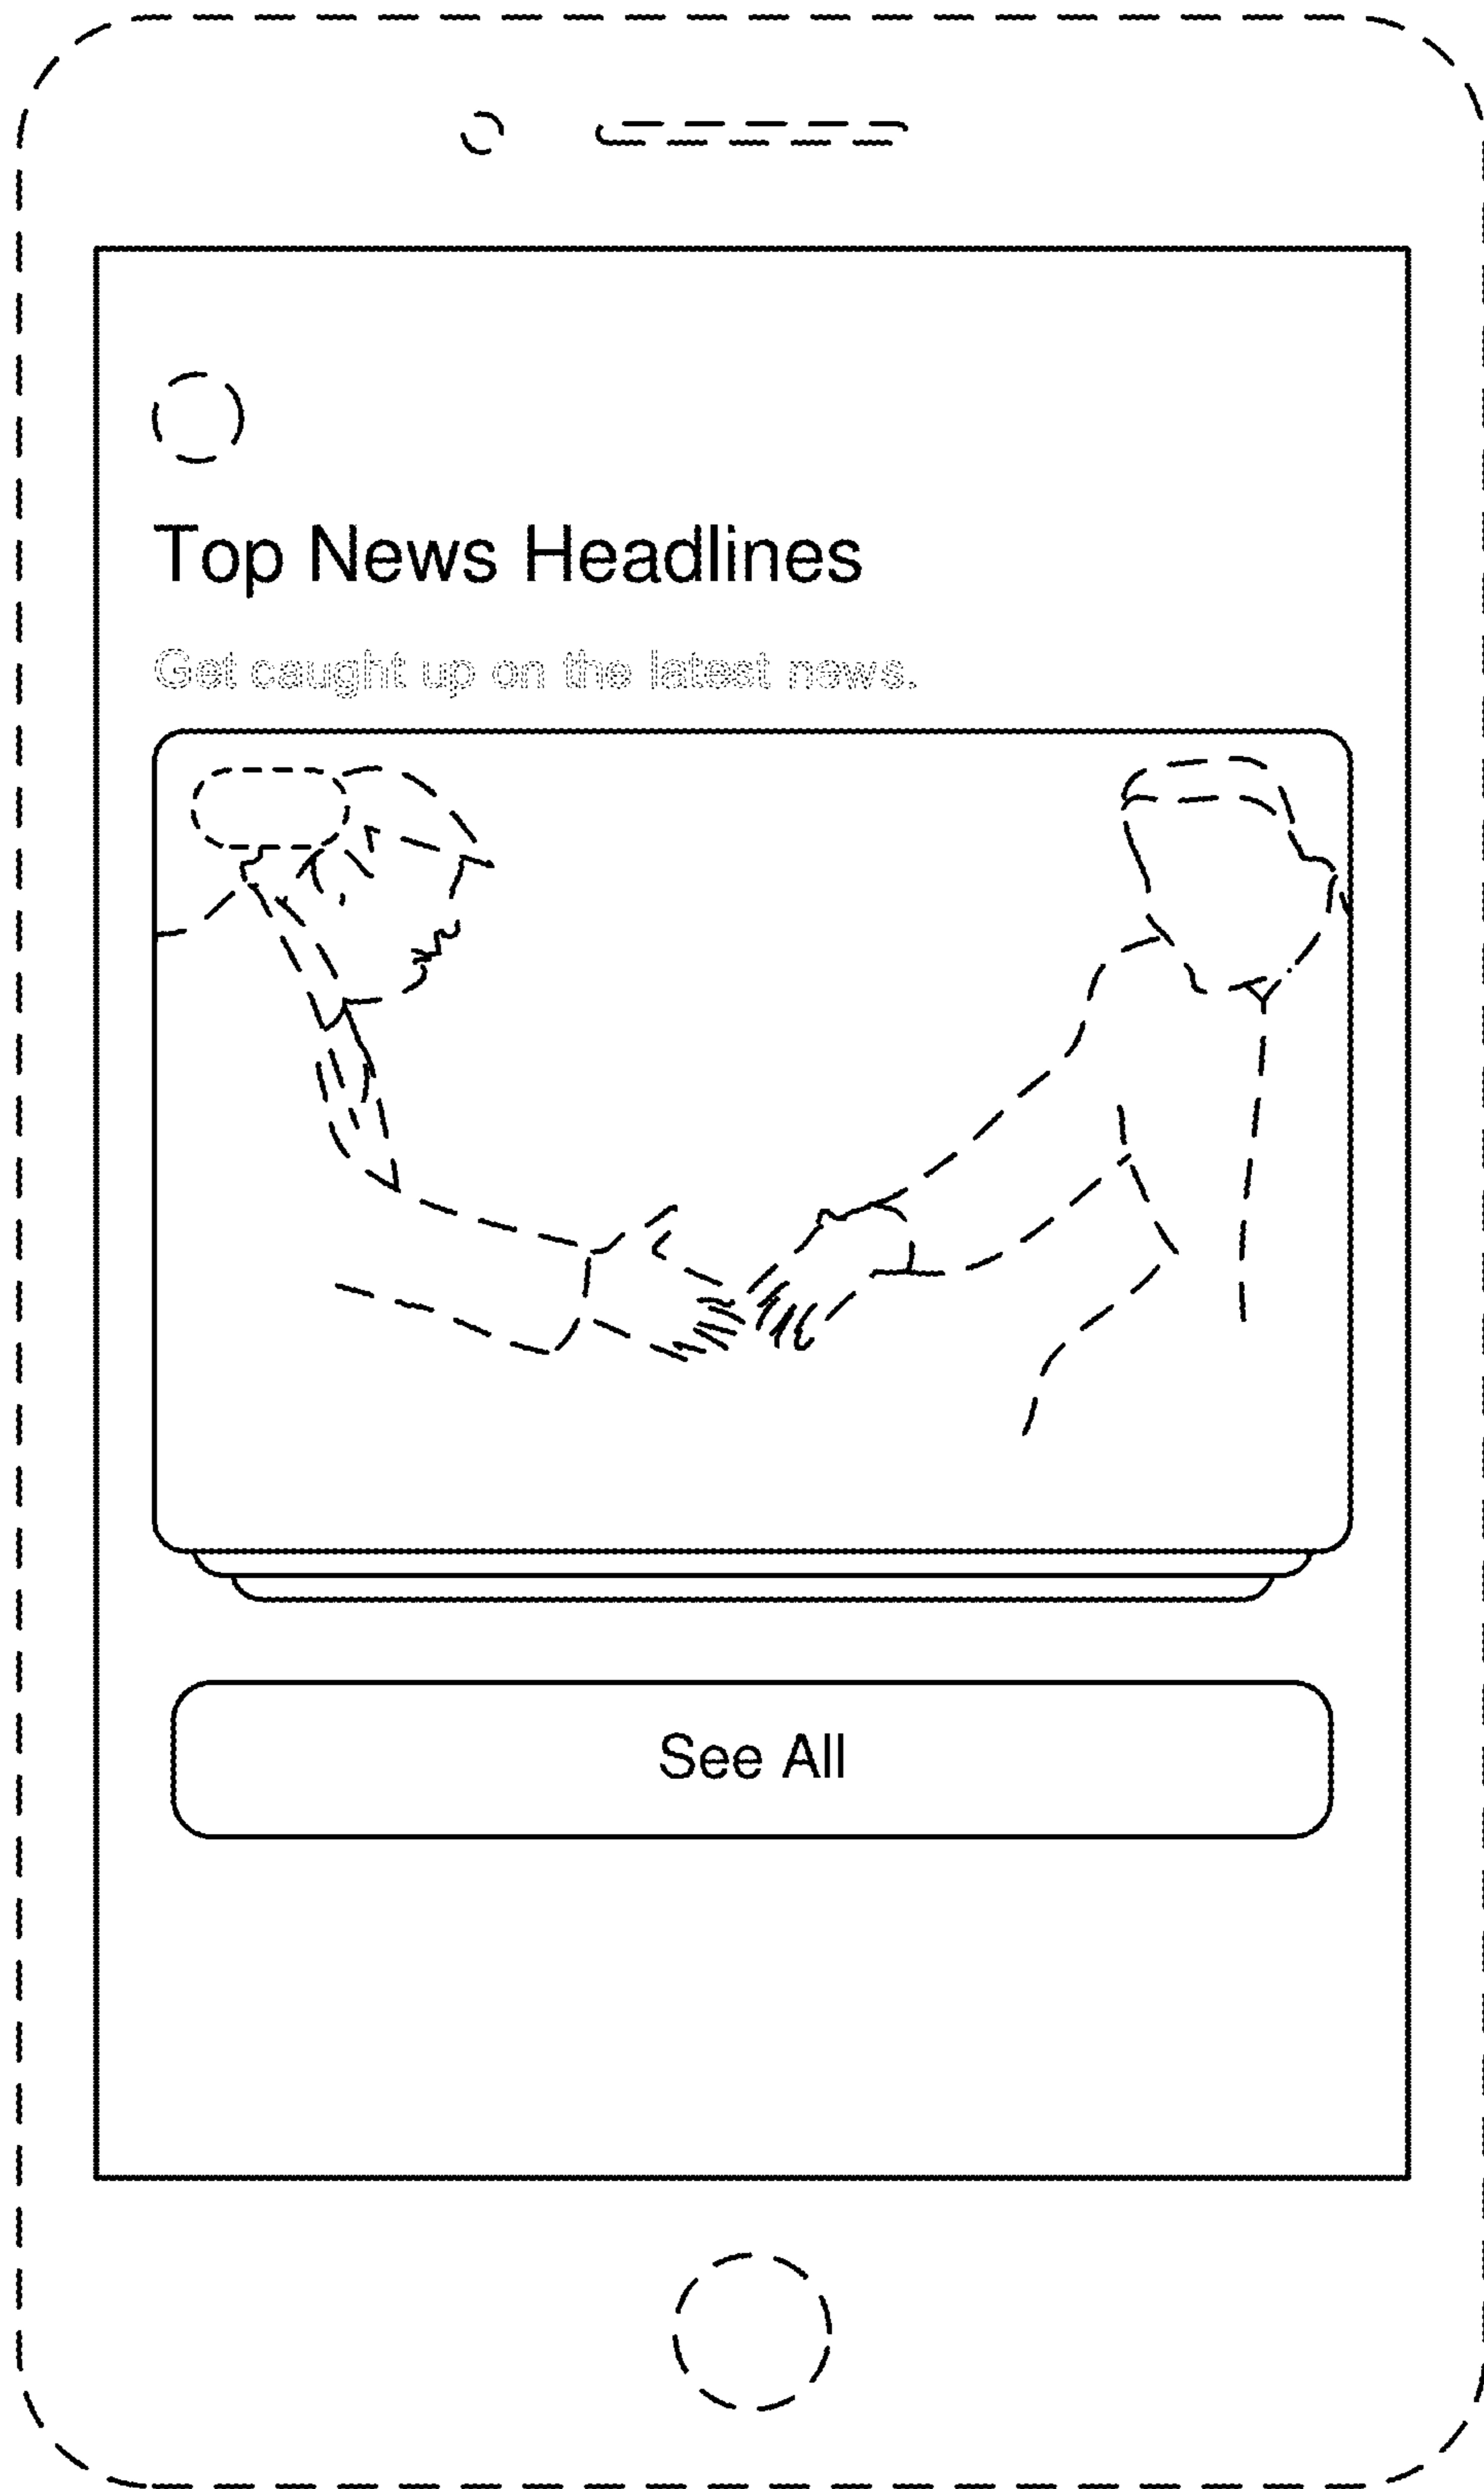 Top News Headlines
Get caught up on the latest news.
See All